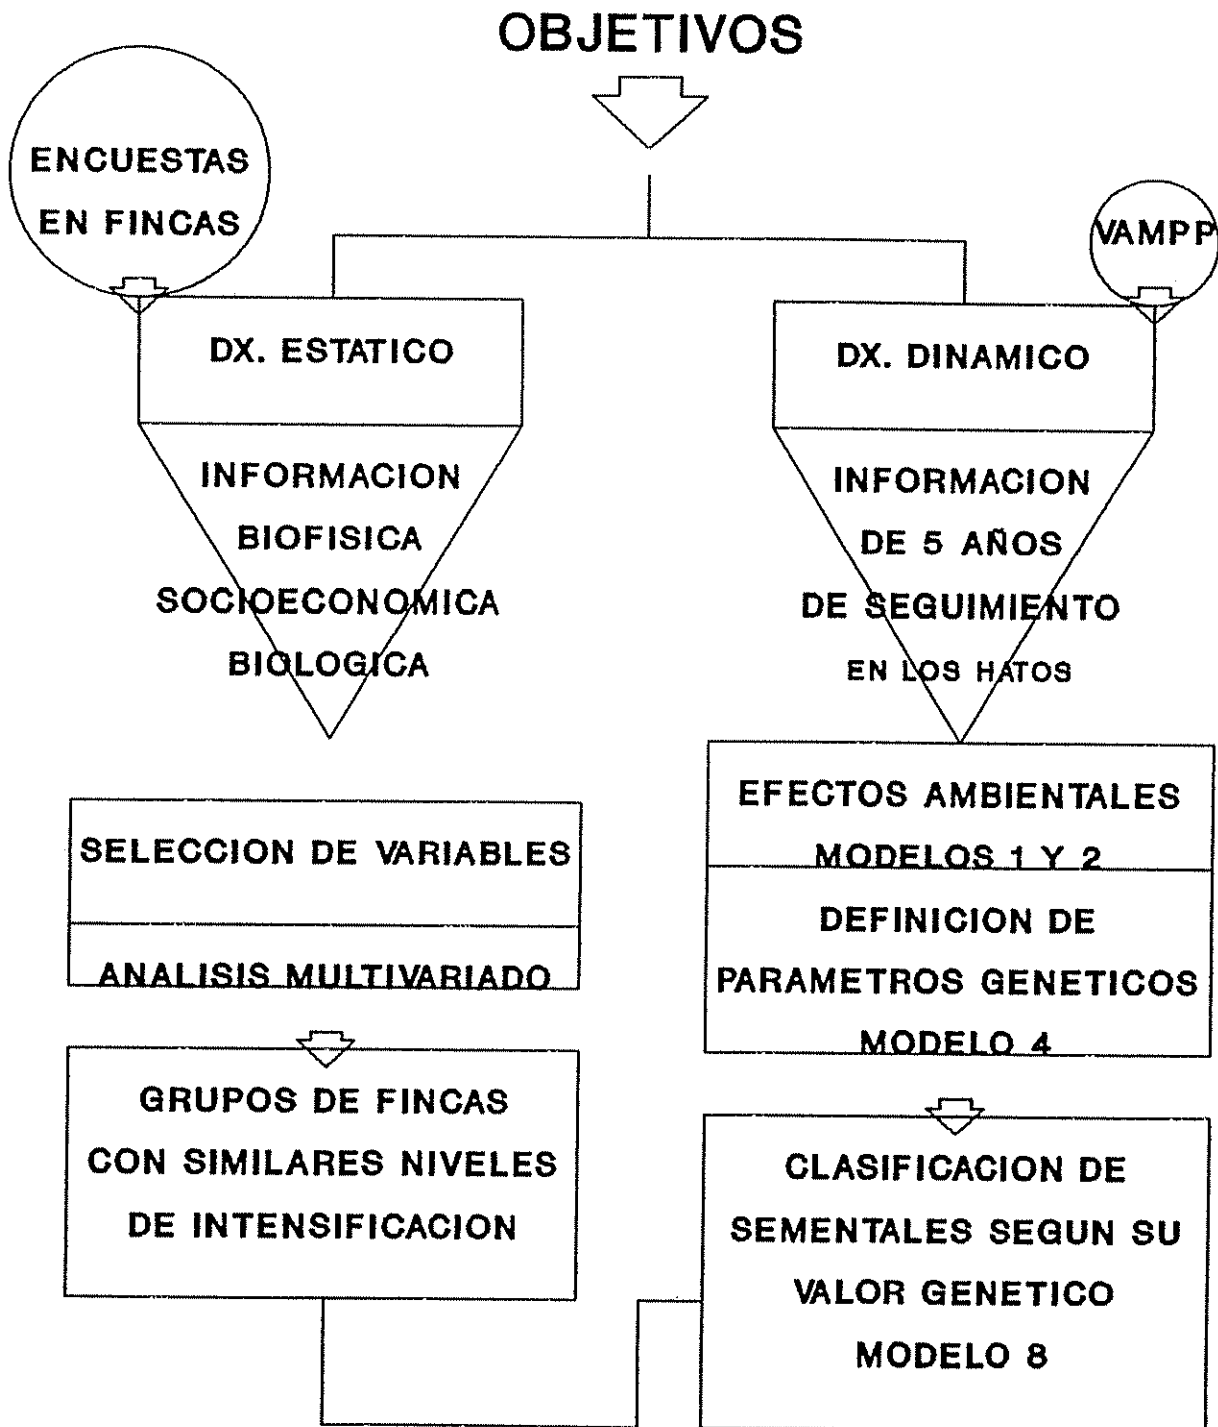 OBJETIVOS
ENCUESTAS
EN FINCAS
VAMPP
DX. ESTATICO
INFORMACION
BIOFISICA
SOCIOECONOMICA
BIOLOGICA
SELECCION DE VARIABLES
ANALISIS MULTIVARIADO
GRUPOS DE FINCAS
CON SIMILARES NIVELES
DE INTENSIFICACION
DX. DINAMICO
INFORMACION
DE 5 AÑOS
DE SEGUIMIENTO
EN LOS HATOS
EFECTOS AMBIENTALES
MODELOS 1 Y 2
DEFINICION DE
PARAMETROS GENETICOS
MODELO 4
CLASIFICACION DE
SEMENTALES SEGUN SU
VALOR GENETICO
MODELO 8